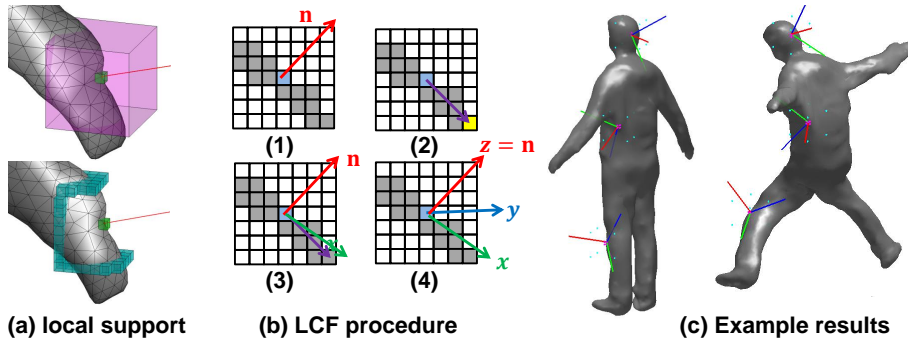 n
(1)
(2)
n
(3)
x
z = n
y
x
(4)
(a) local support
(b) LCF procedure
(c) Example results